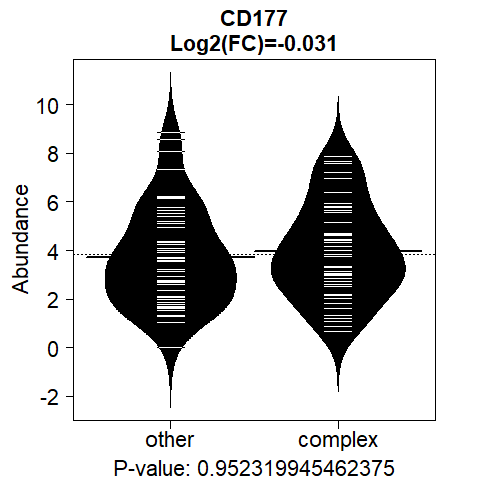 CD177
Log2(FC)=-0.031
Abundance
10
8
6
4
2
0
-2
other complex
P-value: 0.952319945462375